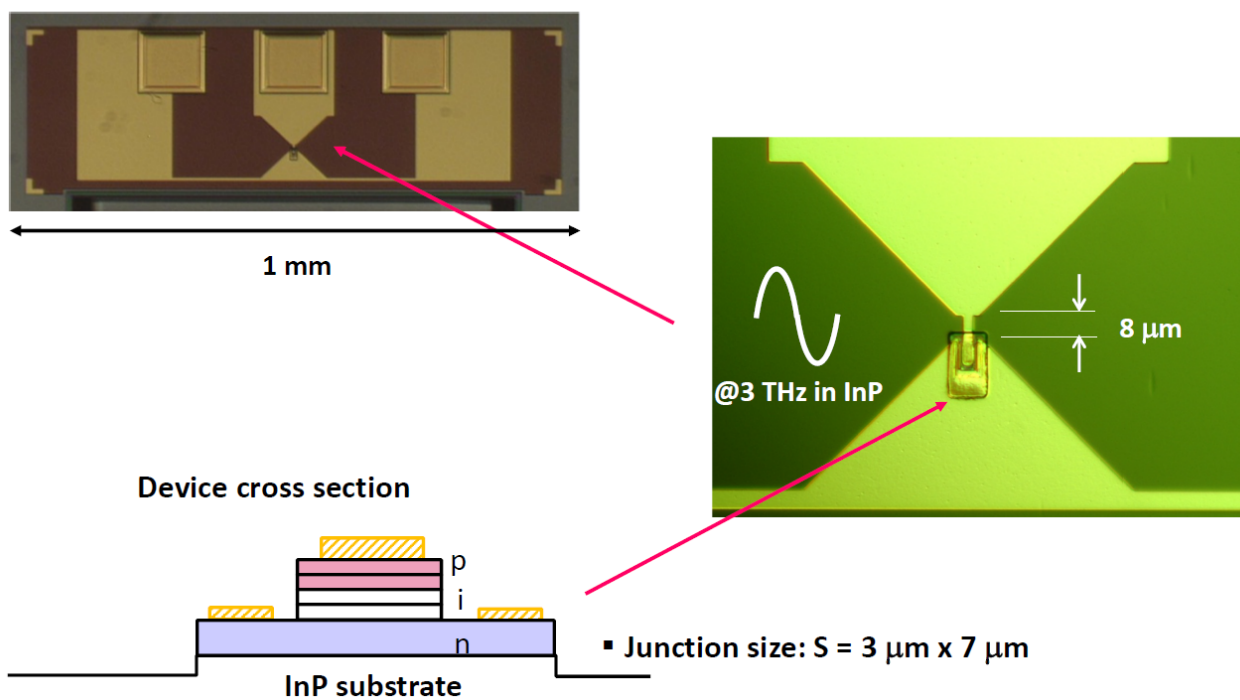 1 mm
8 μm
@3 THz in InP
Device cross section
p
i
n
InP substrate
▪ Junction size: S = 3 μm x 7 μm